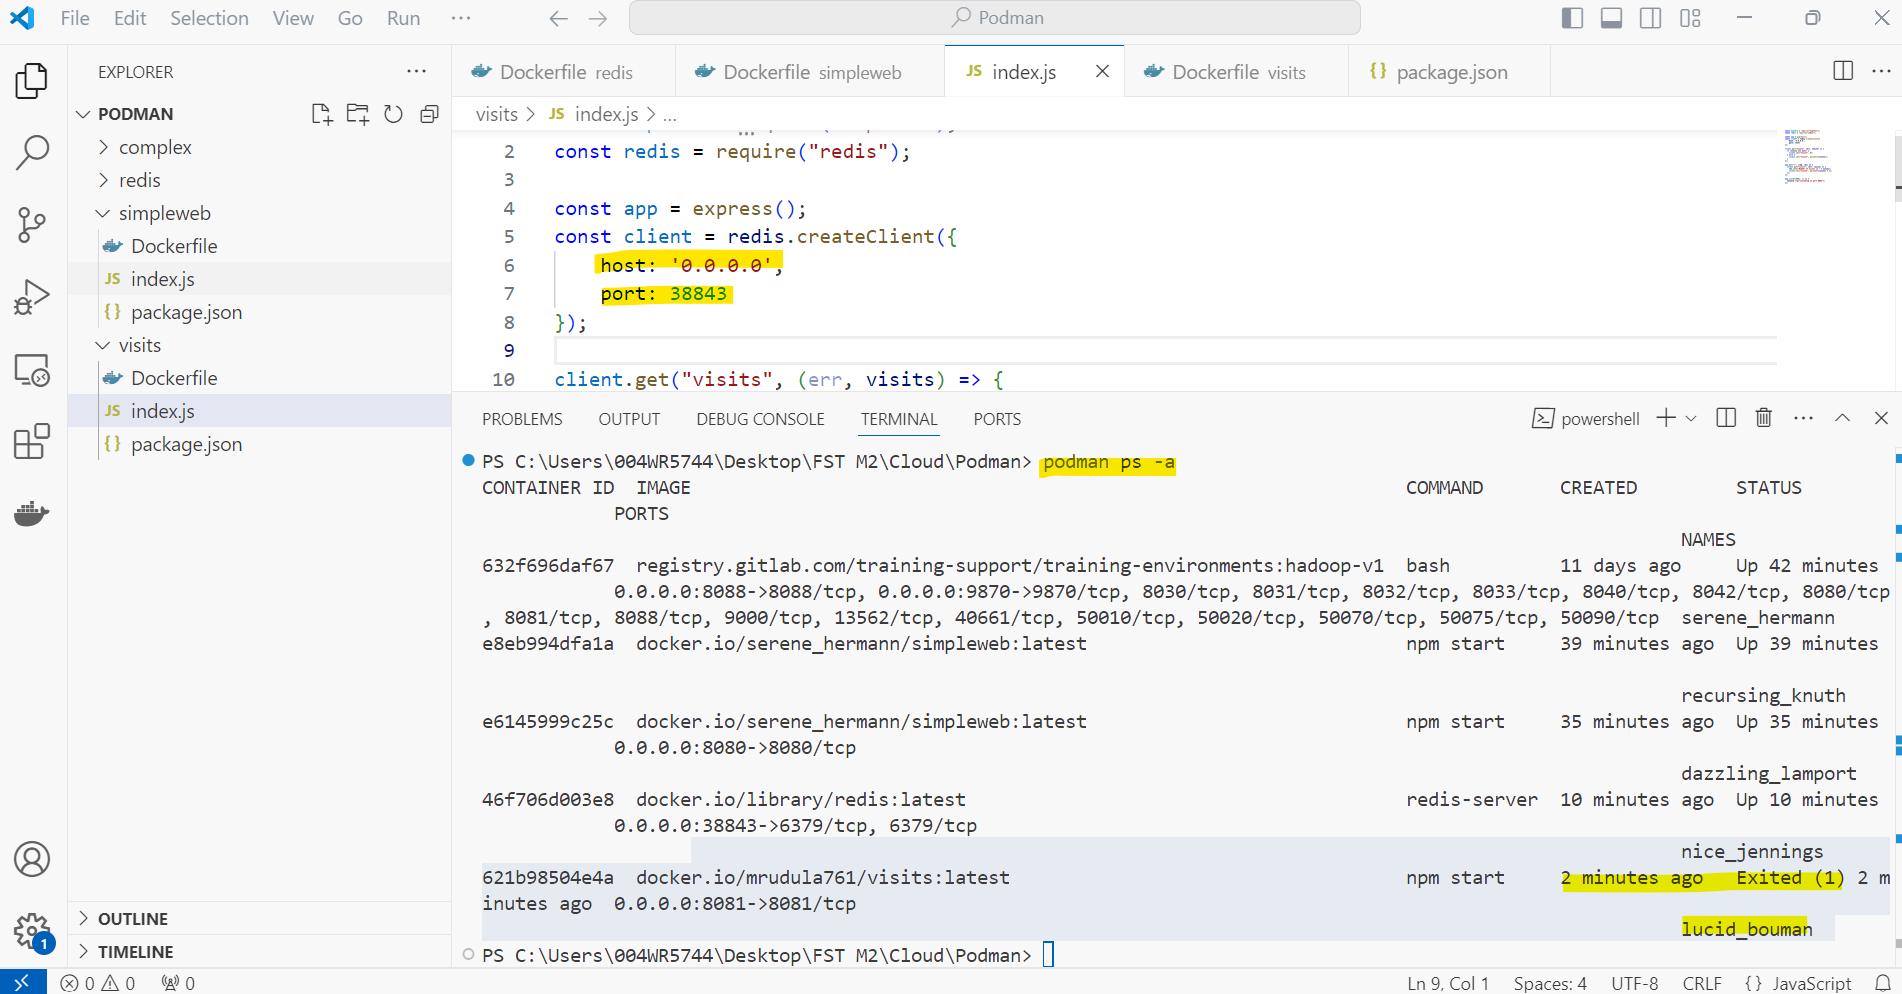 File Edit Selection View Go Run ···
Podman
EXPLORER ···
Dockerfile redis
Dockerfile simpleweb
JS index.js
Dockerfile visits
{} package.json
PODMAN
complex
redis
simpleweb
Dockerfile
JS index.js
{} package.json
visits
Dockerfile
JS index.js
{} package.json
OUTLINE
TIMELINE
1
visits > JS index.js > ...
2 const redis = require("redis");
3
4 const app = express();
5 const client = redis.createClient({
6 host: '0.0.0.0',
7 port: 38843
8 });
9
10 client.get("visits", (err, visits) => {
PROBLEMS OUTPUT DEBUG CONSOLE TERMINAL PORTS
powershell
PS C:\Users\004WR5744\Desktop\FST M2\Cloud\Podman> podman ps -a
CONTAINER ID IMAGE COMMAND CREATED STATUS
PORTS
NAMES
632f696daf67 registry.gitlab.com/training-support/training-environments:hadoop-v1 bash 11 days ago Up 42 minutes
0.0.0.0:8088->8088/tcp, 0.0.0.0:9870->9870/tcp, 8030/tcp, 8031/tcp, 8032/tcp, 8033/tcp, 8040/tcp, 8042/tcp, 8080/tcp
, 8081/tcp, 8088/tcp, 9000/tcp, 13562/tcp, 40661/tcp, 50010/tcp, 50020/tcp, 50070/tcp, 50075/tcp, 50090/tcp serene_hermann
e8eb994dfa1a docker.io/serene_hermann/simpleweb:latest npm start 39 minutes ago Up 39 minutes
recursing_knuth
e6145999c25c docker.io/serene_hermann/simpleweb:latest npm start 35 minutes ago Up 35 minutes
0.0.0.0:8080->8080/tcp
dazzling_lamport
46f706d003e8 docker.io/library/redis:latest redis-server 10 minutes ago Up 10 minutes
0.0.0.0:38843->6379/tcp, 6379/tcp
nice_jennings
621b98504e4a docker.io/mrudula761/visits:latest npm start 2 minutes ago Exited (1) 2 m
inutes ago 0.0.0.0:8081->8081/tcp
lucid_bouman
PS C:\Users\004WR5744\Desktop\FST M2\Cloud\Podman>
0 0 0 Ln 9, Col 1 Spaces: 4 UTF-8 CRLF {} JavaScript